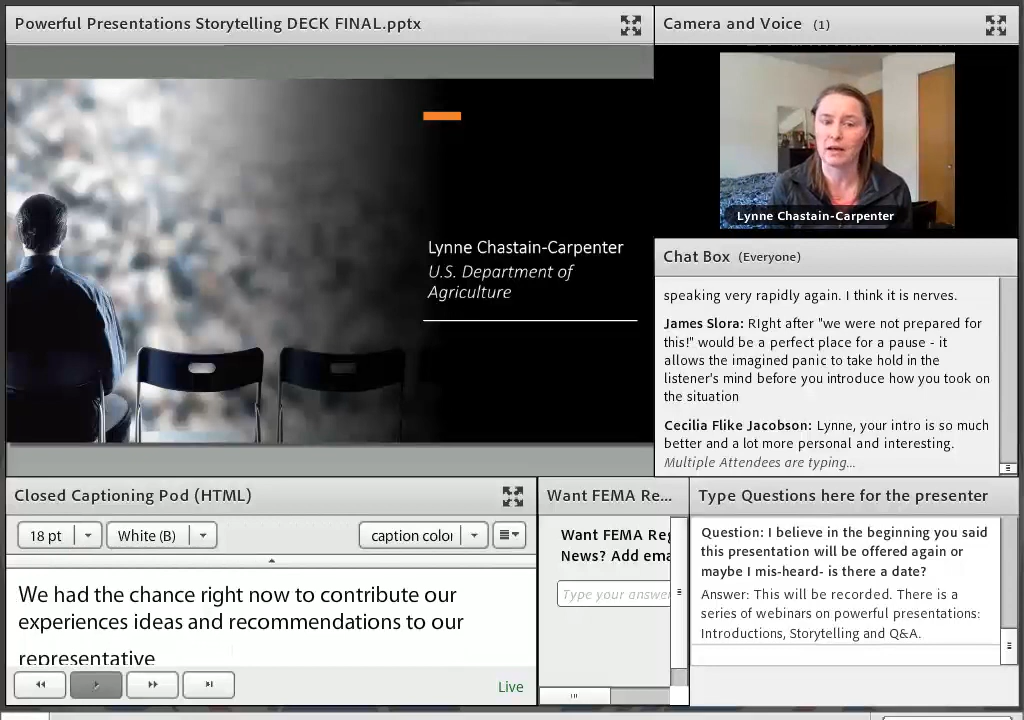 Powerful Presentations Storytelling DECK FINAL.pptx
Lynne Chastain-Carpenter
U.S. Department of
Agriculture
Camera and Voice (1)
Lynne Chastain-Carpenter
Chat Box (Everyone)
speaking very rapidly again. I think it is nerves.
James Slora: RIght after "we were not prepared for
this!" would be a perfect place for a pause - it
allows the imagined panic to take hold in the
listener's mind before you introduce how you took on
the situation
Cecilia Flike Jacobson: Lynne, your intro is so much
better and a lot more personal and interesting.
Multiple Attendees are typing...
Closed Captioning Pod (HTML)
18 pt
White (B)
caption color
We had the chance right now to contribute our
experiences ideas and recommendations to our
representative
Live
Want FEMA Re...
Want FEMA Reg
News? Add ema
Type your answer
Type Questions here for the presenter
Question: I believe in the beginning you said
this presentation will be offered again or
maybe I mis-heard- is there a date?
Answer: This will be recorded. There is a
series of webinars on powerful presentations:
Introductions, Storytelling and Q&A.